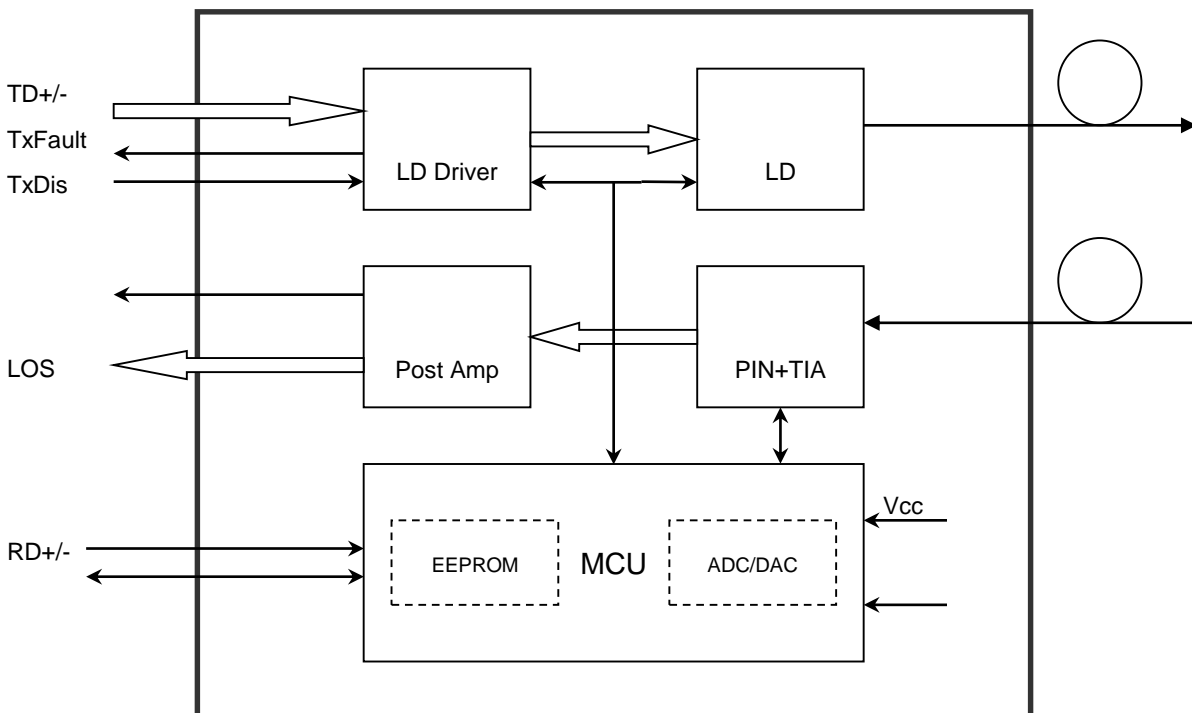 TD+/-
TxFault
TxDis
LD Driver
LD
LOS
Post Amp
PIN+TIA
Vcc
RD+/-
EEPROM
MCU
ADC/DAC